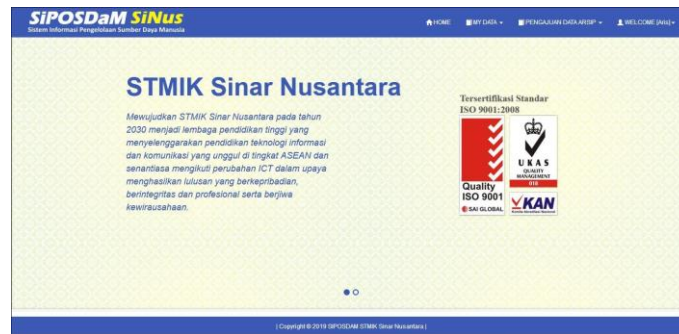 SiPOSDaM SiNus
Sistem Informasi Pengelolaan Sumber Daya Manusia
HOME MY DATA PENGAJUAN DATA ARSIP WELCOME (Aris)
STMIK Sinar Nusantara
Mewujudkan STMIK Sinar Nusantara pada tahun
2030 menjadi lembaga pendidikan tinggi yang
menyelenggarakan pendidikan teknologi informasi
dan komunikasi yang unggul di tingkat ASEAN dan
senantiasa mengikuti perubahan ICT dalam upaya
menghasilkan lulusan yang berkepribadian,
berintegritas dan profesional serta berjiwa
kewirausahaan.
Tersertifikasi Standar
ISO 9001:2008
Quality
ISO 9001
SAI GLOBAL
UKAS
QUALITY
MANAGEMENT
KAN
| Copyright © 2019 SIPOSDAM STMIK Sinar Nusantara |